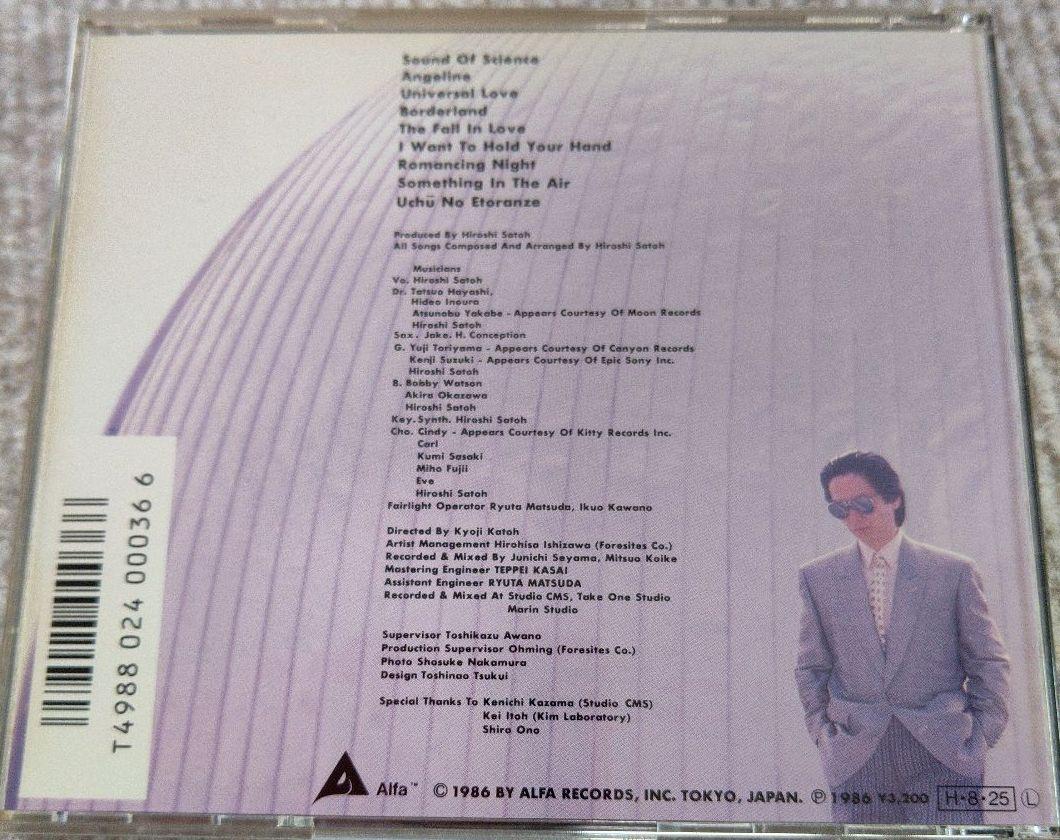 Sound Of Science
Angeline
Universal Love
Borderland
The Fall In Love
I Want To Hold Your Hand
Romancing Night
Something In The Air
Uchū No Etoranze
Produced By Hiroshi Satoh
All Songs Composed And Arranged By Hiroshi Satoh
Musicians
Vo. Hiroshi Satoh
Dr. Tatsuo Hayashi,
Hideo Inoura
Atsunobu Yakabe - Appears Courtesy Of Moon Records
Hiroshi Satoh
Sax. Jake. H. Conception
G. Yuji Toriyama - Appears Courtesy Of Canyon Records
Kenji Suzuki - Appears Courtesy Of Epic Sony Inc.
Hiroshi Satoh
B. Bobby Watson
Akira Okazawa
Hiroshi Satoh
Key. Synth. Hiroshi Satoh
Cho. Cindy - Appears Courtesy Of Kitty Records Inc.
Carl
Kumi Sasaki
Miho Fujii
Eve
Hiroshi Satoh
Fairlight Operator Ryuta Matsuda, Ikuo Kawano
Directed By Kyoji Katoh
Artist Management Hirohisa Ishizawa (Foresites Co.)
Recorded & Mixed By Junichi Seyama, Mitsuo Koike
Mastering Engineer TEPPEI KASAI
Assistant Engineer RYUTA MATSUDA
Recorded & Mixed At Studio CMS, Take One Studio
Marin Studio
Supervisor Toshikazu Awano
Production Supervisor Ohming (Foresites Co.)
Photo Shosuke Nakamura
Design Toshinao Tsukui
Special Thanks To Kenichi Kazama (Studio CMS)
Kei Itoh (Kim Laboratory)
Shiro Ono
Alfa™ © 1986 BY ALFA RECORDS, INC. TOKYO, JAPAN. ℗ 1986 ¥3,200 H·8·25 Ⓛ
T4988 024 00036 6